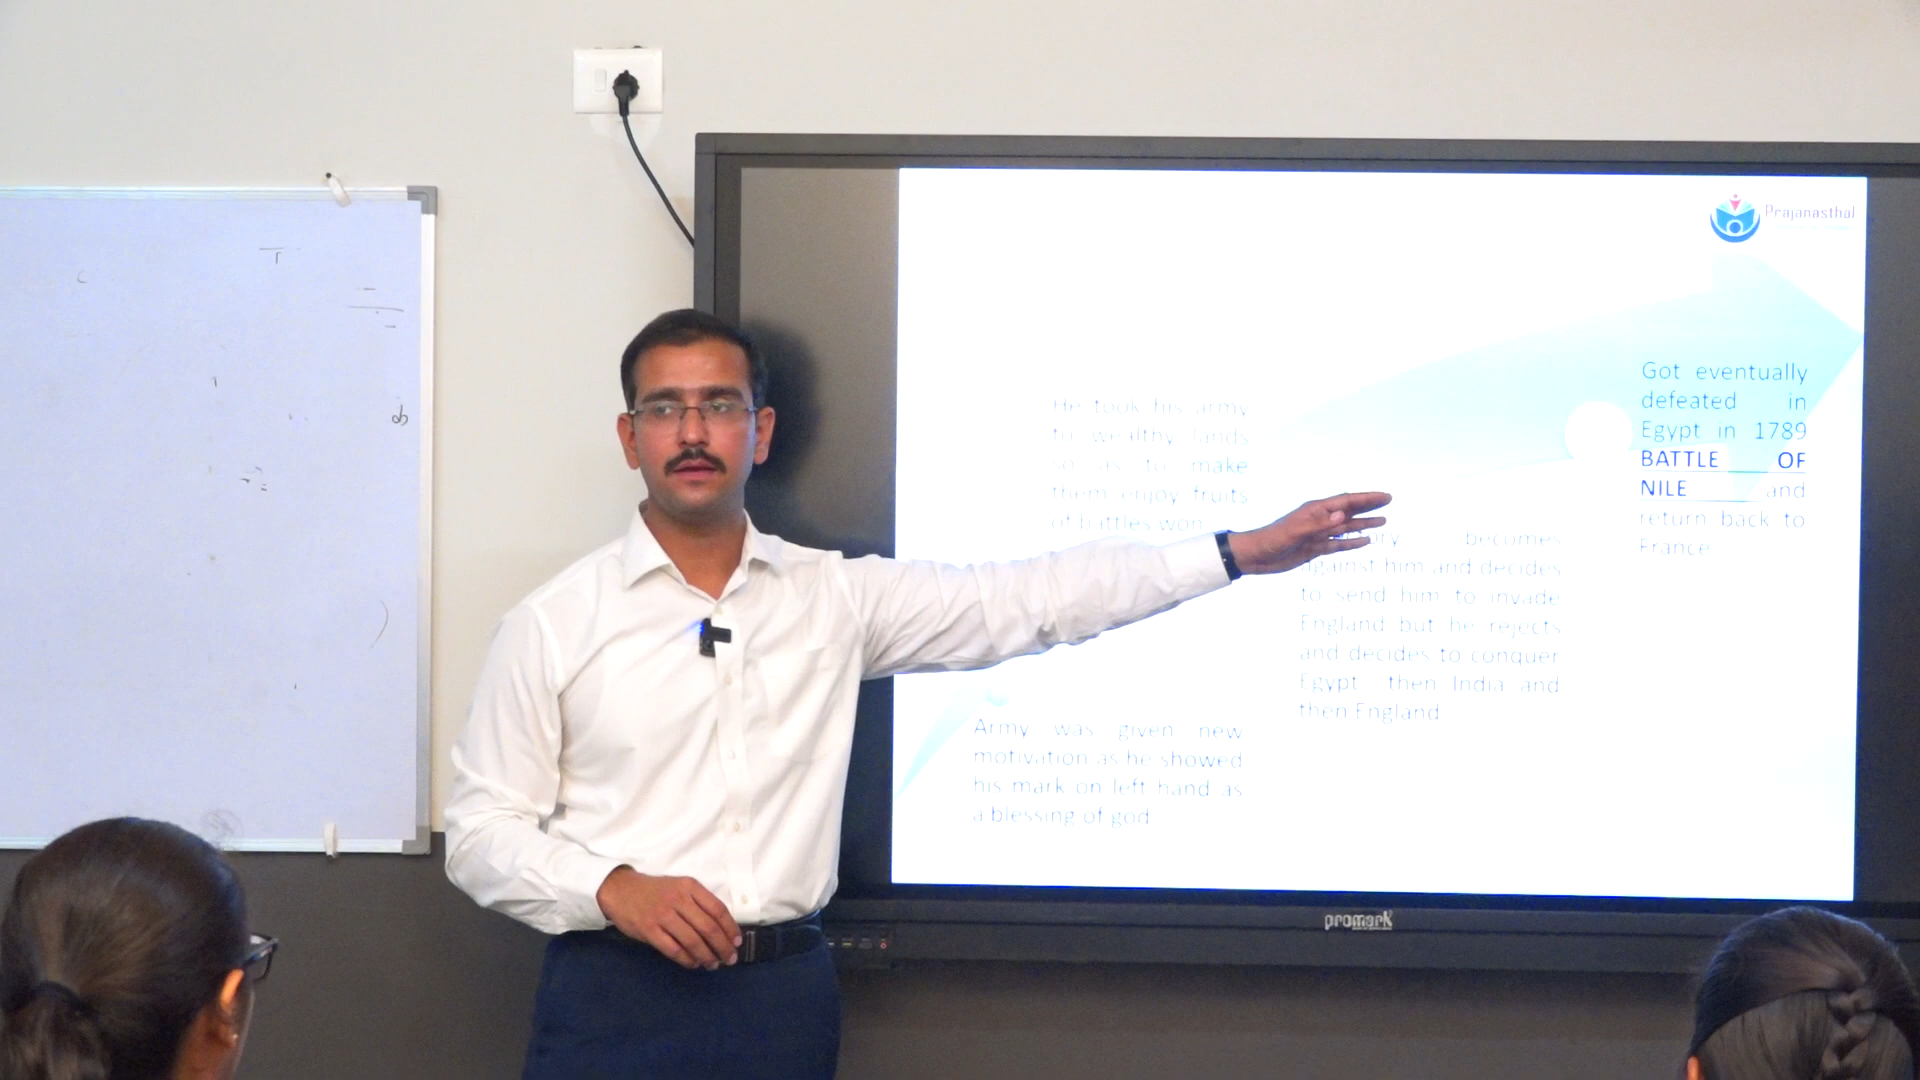 Prajanasthal
He took his army
to wealthy lands
so as to make
them enjoy fruits
of battles won
Army was given new
motivation as he showed
his mark on left hand as
a blessing of god
becomes
against him and decides
to send him to invade
England but he rejects
and decides to conquer
Egypt then India and
then England
Got eventually
defeated in
Egypt in 1789
BATTLE OF
NILE and
return back to
France
promark